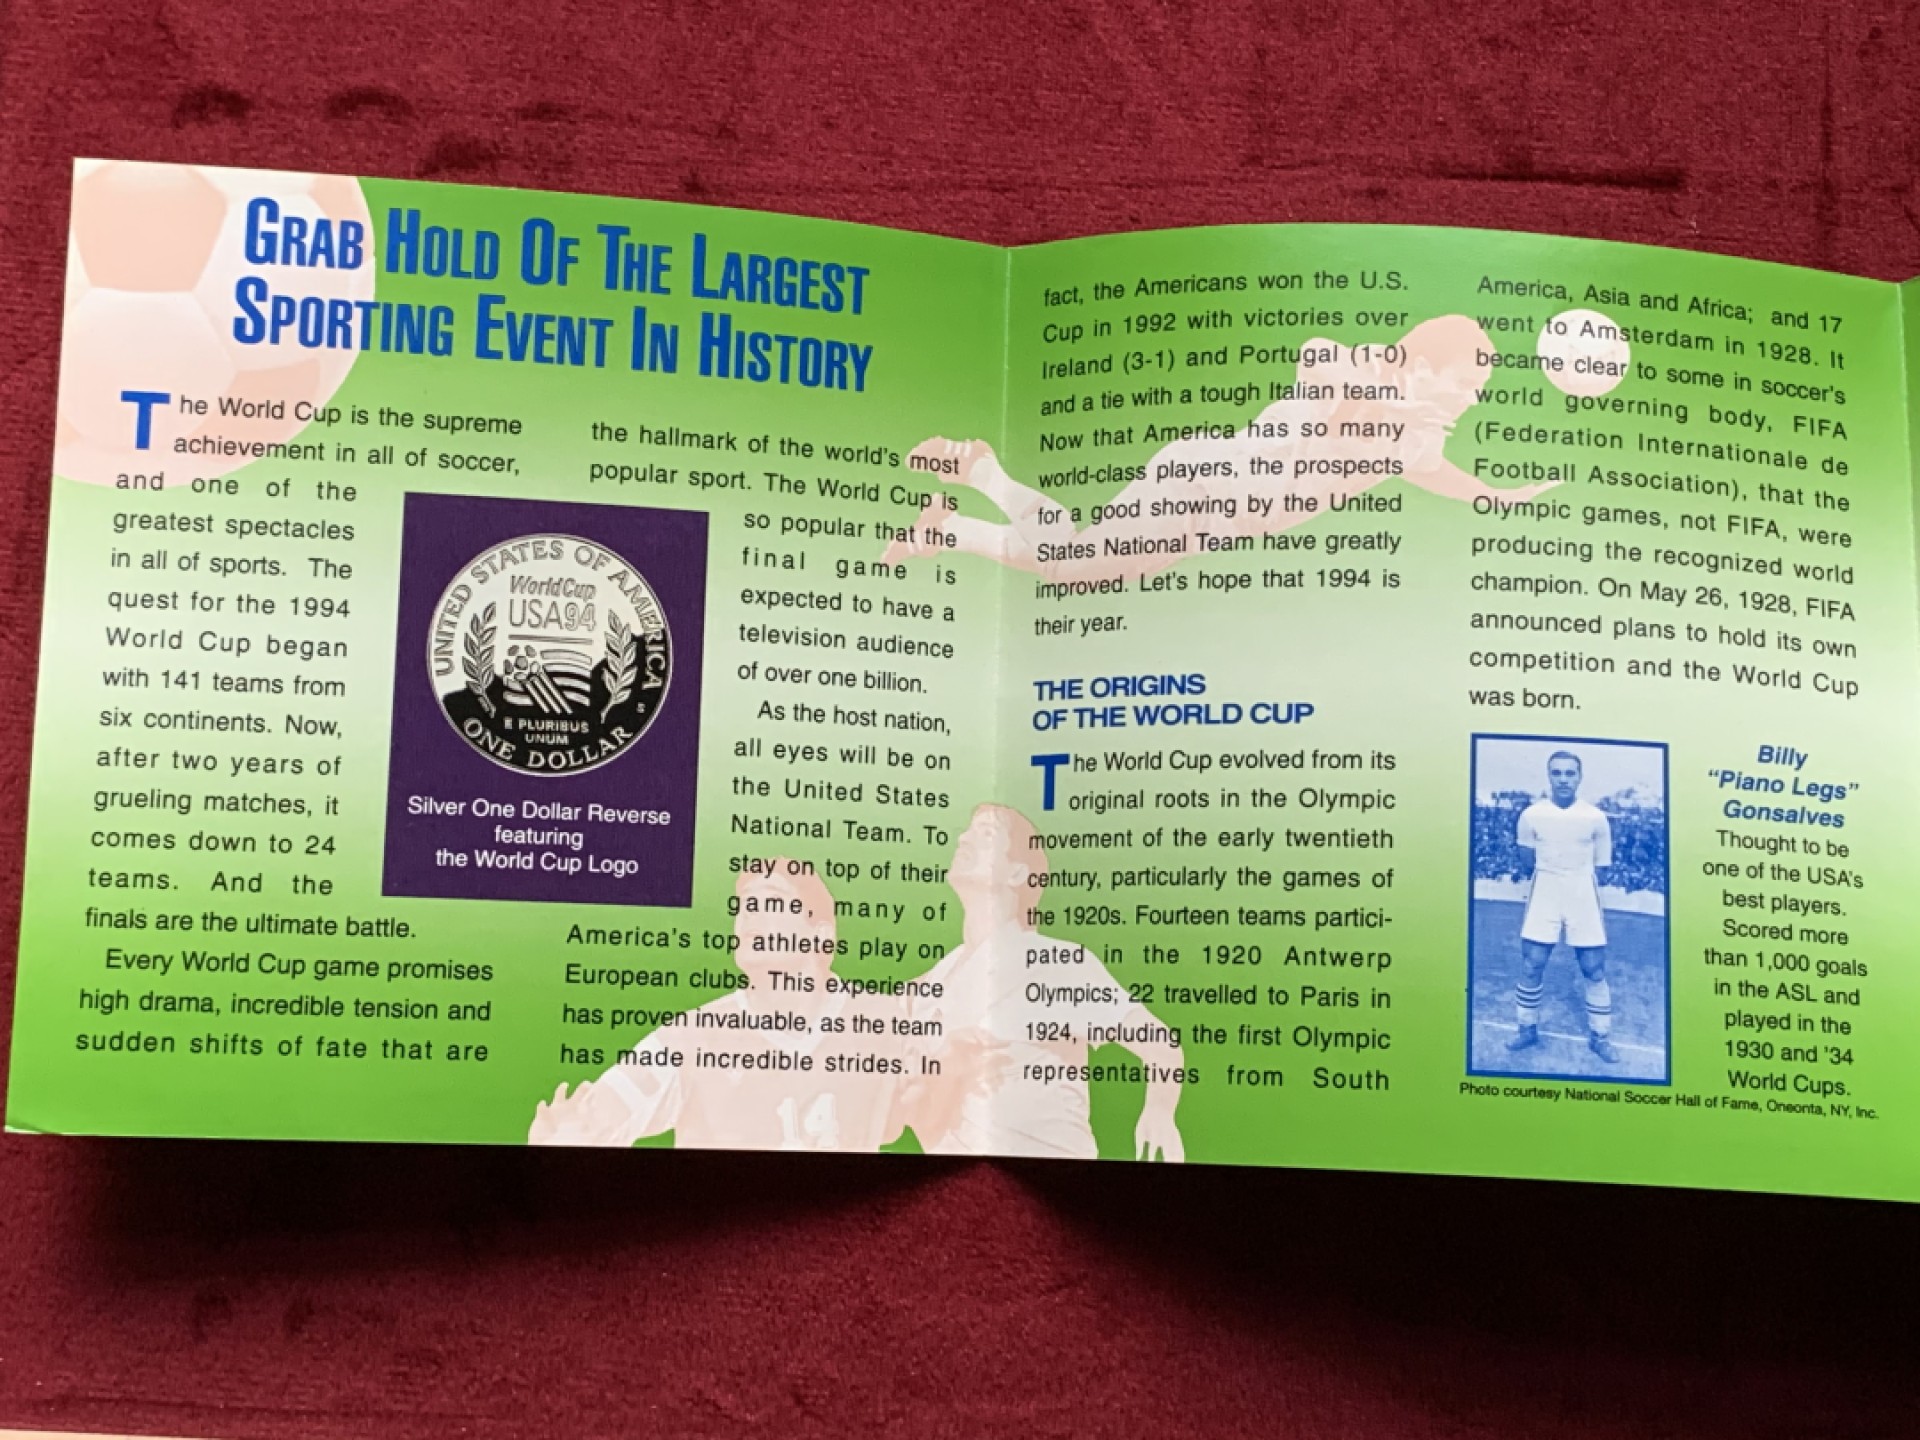 GRAB HOLD OF THE LARGEST
SPORTING EVENT IN HISTORY
The World Cup is the supreme
achievement in all of soccer,
and one of the
greatest spectacles
in all of sports. The
quest for the 1994
World Cup began
with 141 teams from
six continents. Now,
after two years of
grueling matches, it
comes down to 24
teams. And the
finals are the ultimate battle.
Every World Cup game promises
high drama, incredible tension and
sudden shifts of fate that are
UNITED STATES OF AMERICA
WorldCup
USA94
S
E PLURIBUS
UNUM
ONE DOLLAR
Silver One Dollar Reverse
featuring
the World Cup Logo
the hallmark of the world's most
popular sport. The World Cup is
so popular that the
final game is
expected to have a
television audience
of over one billion.
As the host nation,
all eyes will be on
the United States
National Team. To
stay on top of their
game, many of
America's top athletes play on
European clubs. This experience
has proven invaluable, as the team
has made incredible strides. In
14
fact, the Americans won the U.S.
Cup in 1992 with victories over
Ireland (3-1) and Portugal (1-0)
and a tie with a tough Italian team.
Now that America has so many
world-class players, the prospects
for a good showing by the United
States National Team have greatly
improved. Let's hope that 1994 is
their year.
THE ORIGINS
OF THE WORLD CUP
The World Cup evolved from its
original roots in the Olympic
movement of the early twentieth
century, particularly the games of
the 1920s. Fourteen teams partici-
pated in the 1920 Antwerp
Olympics; 22 travelled to Paris in
1924, including the first Olympic
representatives from South
America, Asia and Africa; and 17
went to Amsterdam in 1928. It
became clear to some in soccer's
world governing body, FIFA
(Federation Internationale de
Football Association), that the
Olympic games, not FIFA, were
producing the recognized world
champion. On May 26, 1928, FIFA
announced plans to hold its own
competition and the World Cup
was born.
Billy
"Piano Legs"
Gonsalves
Thought to be
one of the USA's
best players.
Scored more
than 1,000 goals
in the ASL and
played in the
1930 and '34
World Cups.
Photo courtesy National Soccer Hall of Fame, Oneonta, NY, Inc.